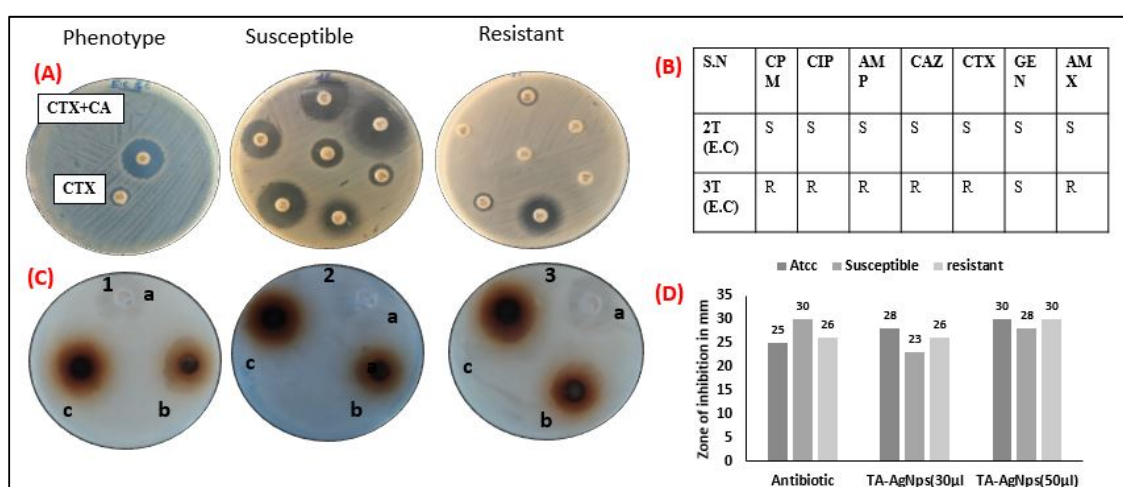 Phenotype Susceptible Resistant
(A)
CTX+CA
CTX
(B)
S.N CP M CIP AM P CAZ CTX GE N AM X
2T (E.C) S S S S S S S
3T (E.C) R R R R R S R
(C)
1 a
c b
2
a
a
c b
3
a
c
b
(D)
Atcc Susceptible resistant
Zone of inhibition in mm
35
30
25
20
15
10
5
0
25 30 26
28 23 26
30 28 30
Antibiotic TA-AgNps(30µl TA-AgNps(50µl)